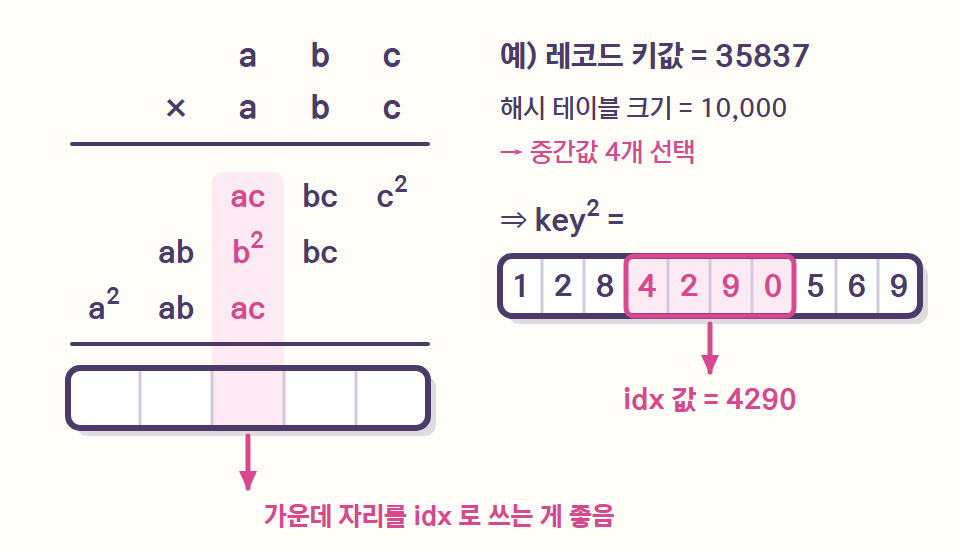 a b c
× a b c
ac bc c²
ab b² bc
a² ab ac
가운데 자리를 idx 로 쓰는 게 좋음
예) 레코드 키값 = 35837
해시 테이블 크기 = 10,000
→ 중간값 4개 선택
⇒ key² =
1 2 8 4 2 9 0 5 6 9
idx 값 = 4290